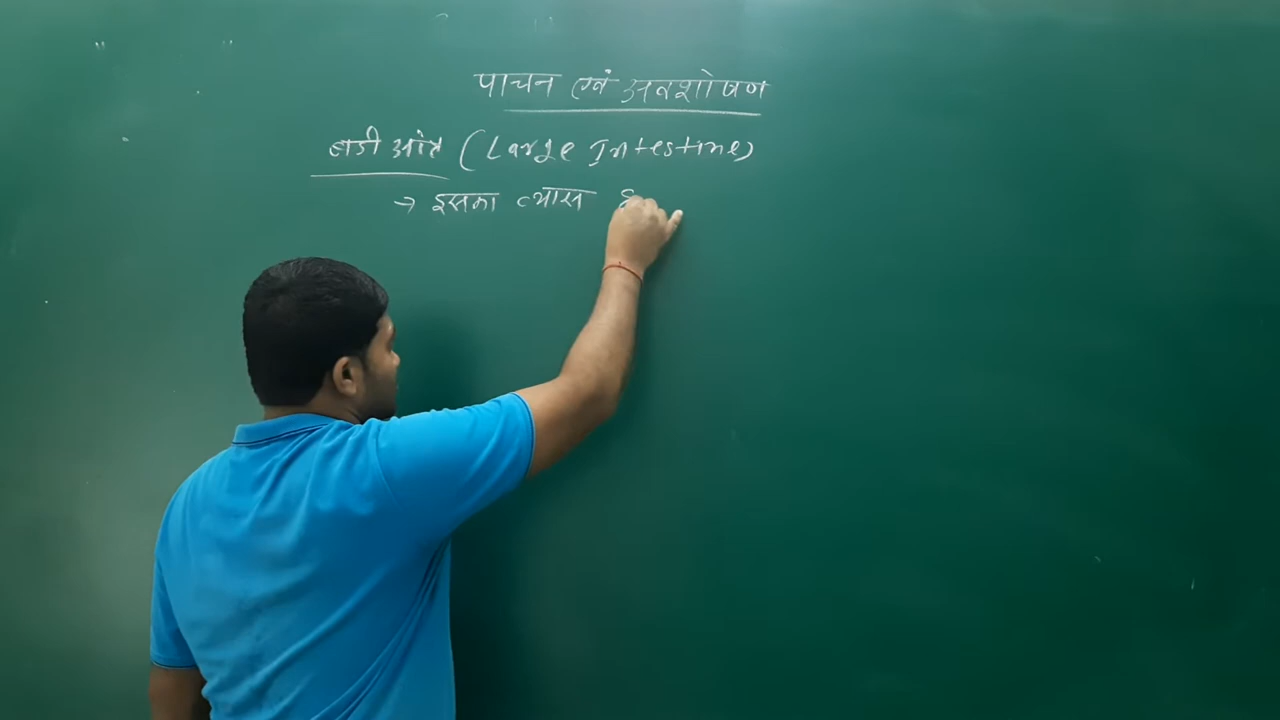 पाचन एवं अवशोषण
बडी आंत (Large Intestine)
→ इसका व्यास